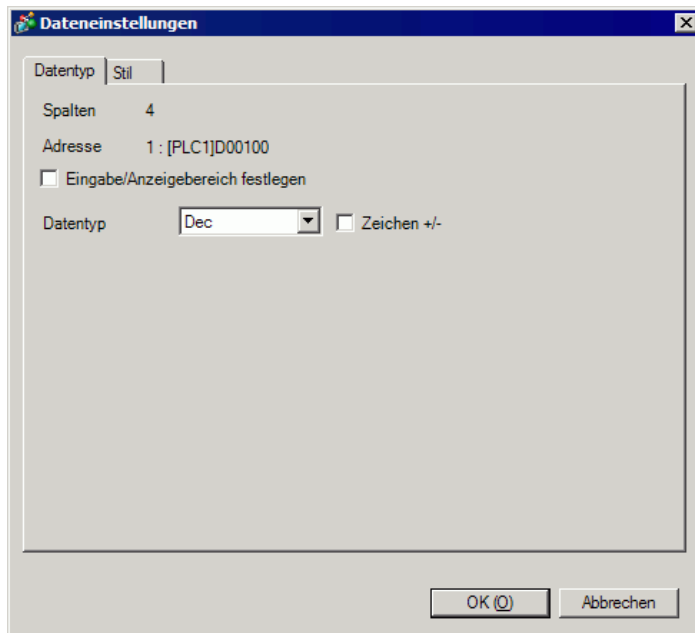 Dateneinstellungen
Datentyp Stil
Spalten 4
Adresse 1 : [PLC1]D00100
Eingabe/Anzeigebereich festlegen
Datentyp Dec Zeichen +/-
OK (O) Abbrechen